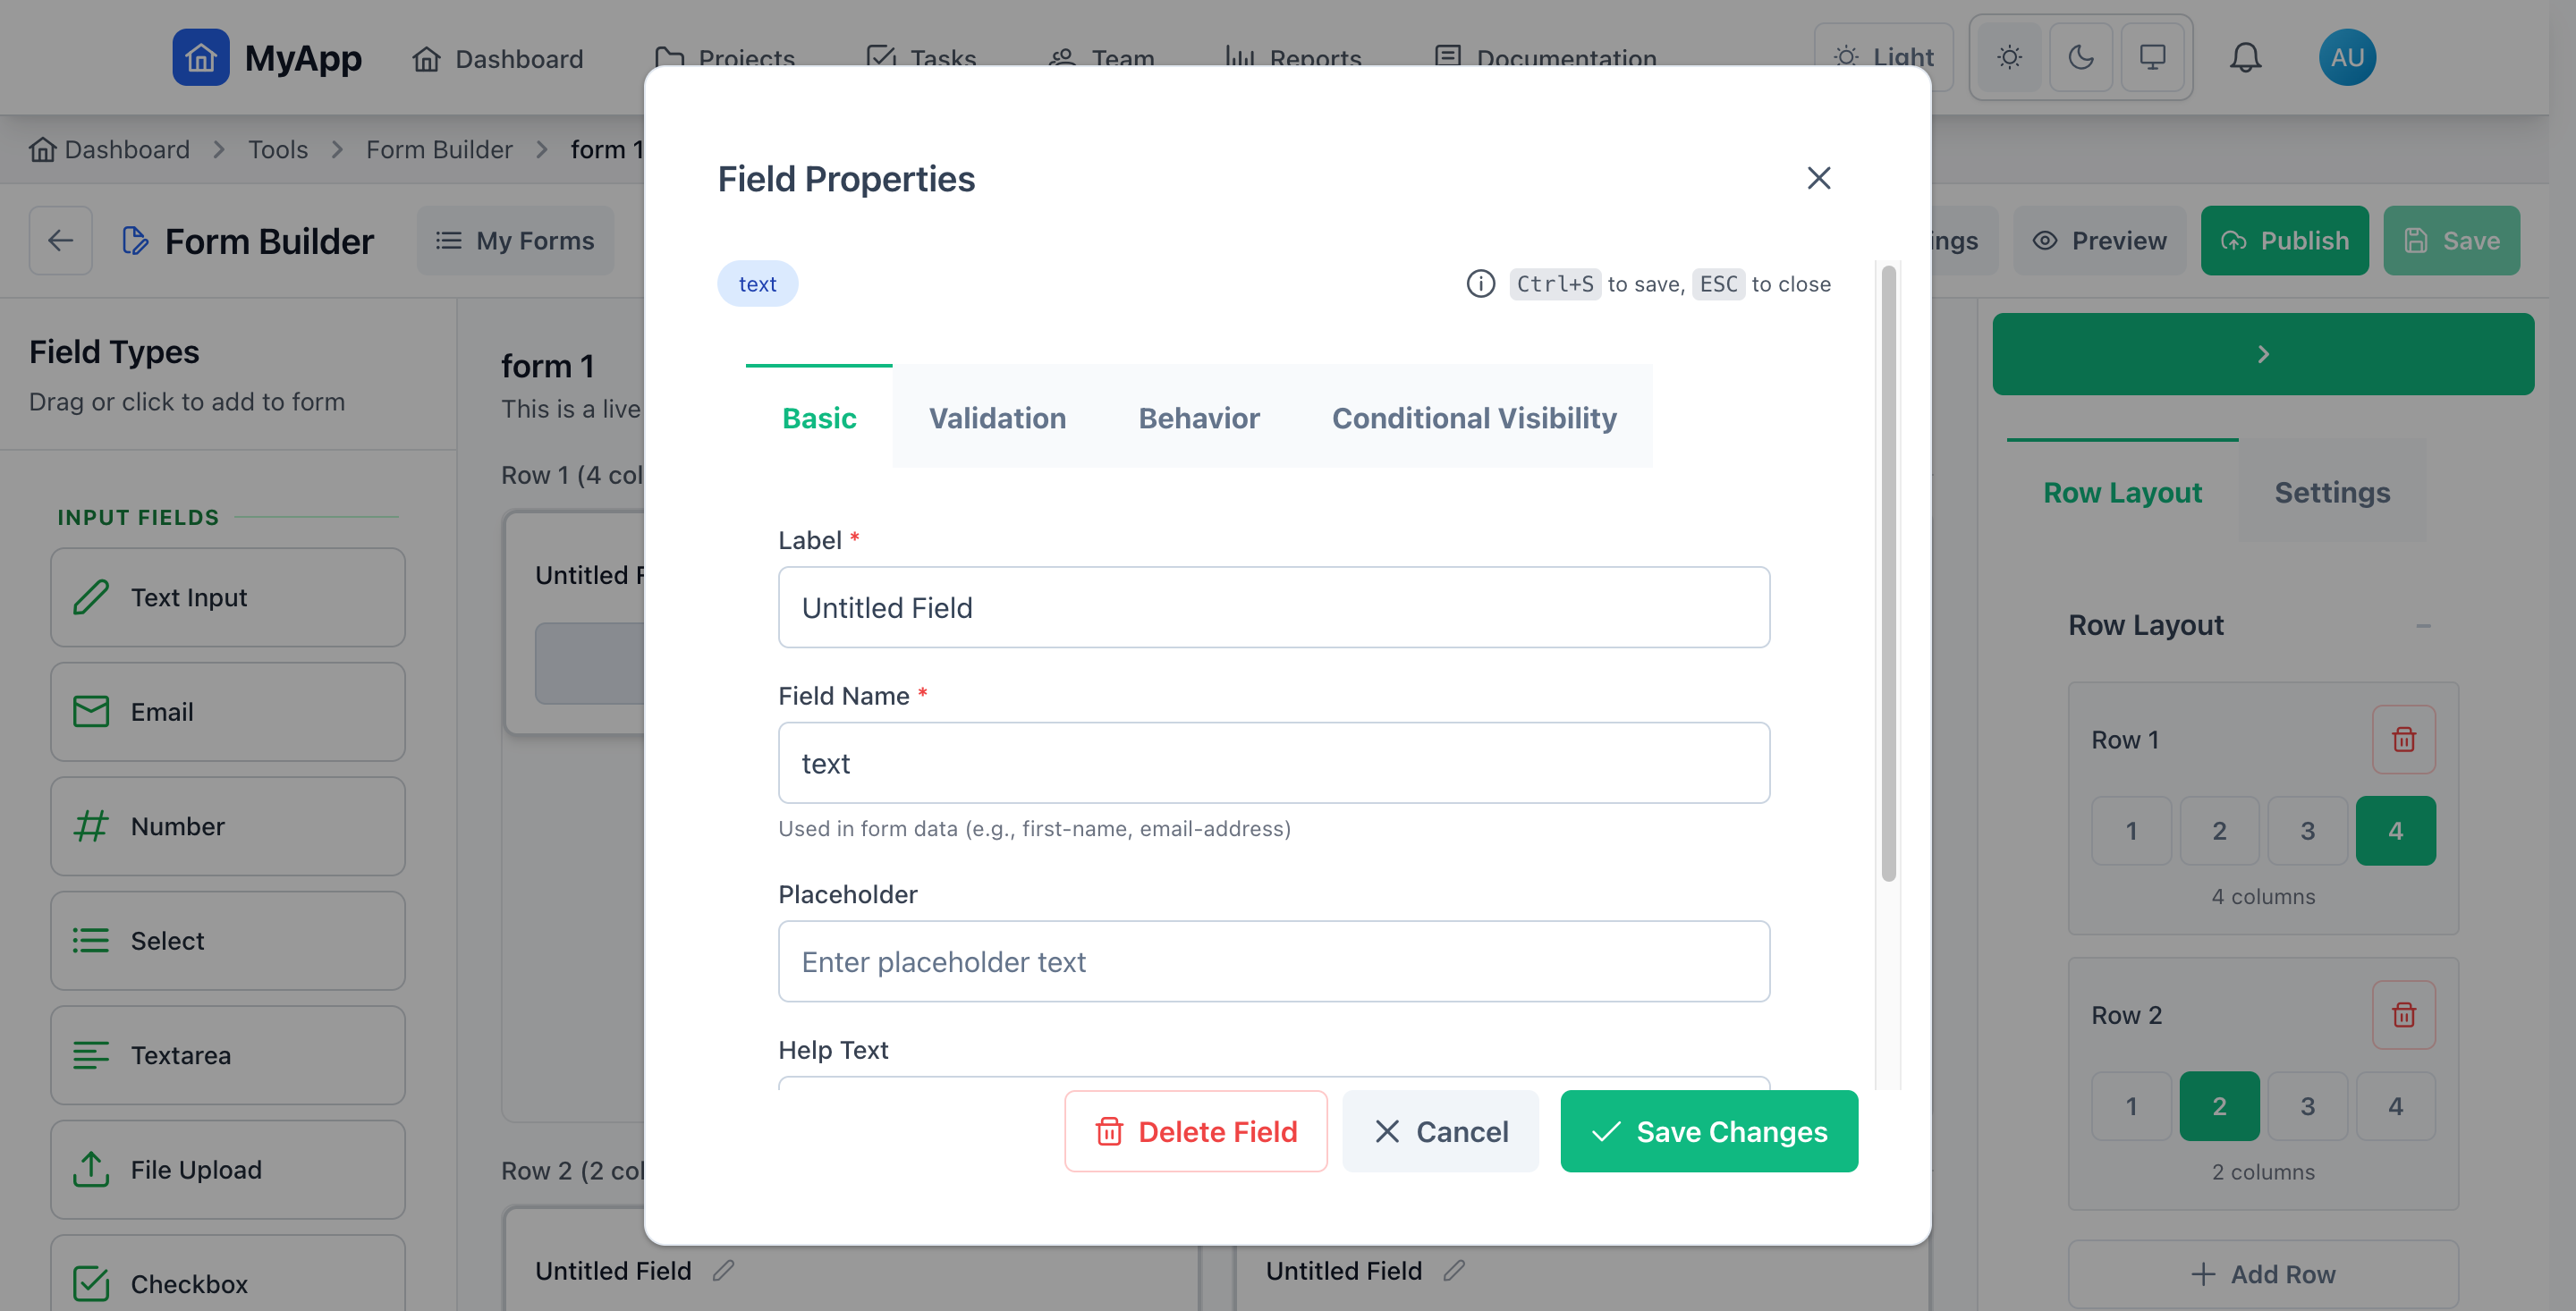 MyApp
Dashboard
Projects
Tasks
Team
Reports
Documentation
Light
AU
Dashboard > Tools > Form Builder > form 1
Form Builder
My Forms
ings
Preview
Publish
Save
Field Types
Drag or click to add to form
INPUT FIELDS
Text Input
Email
Number
Select
Textarea
File Upload
Checkbox
form 1
This is a live
Row 1 (4 col
Untitled F
Row 2 (2 col
Untitled Field
Untitled Field
Field Properties
text
Ctrl+S to save, ESC to close
Basic
Validation
Behavior
Conditional Visibility
Label *
Untitled Field
Field Name *
text
Used in form data (e.g., first-name, email-address)
Placeholder
Enter placeholder text
Help Text
Delete Field
Cancel
Save Changes
Row Layout
Settings
Row Layout
Row 1
1 2 3 4
4 columns
Row 2
1 2 3 4
2 columns
Add Row